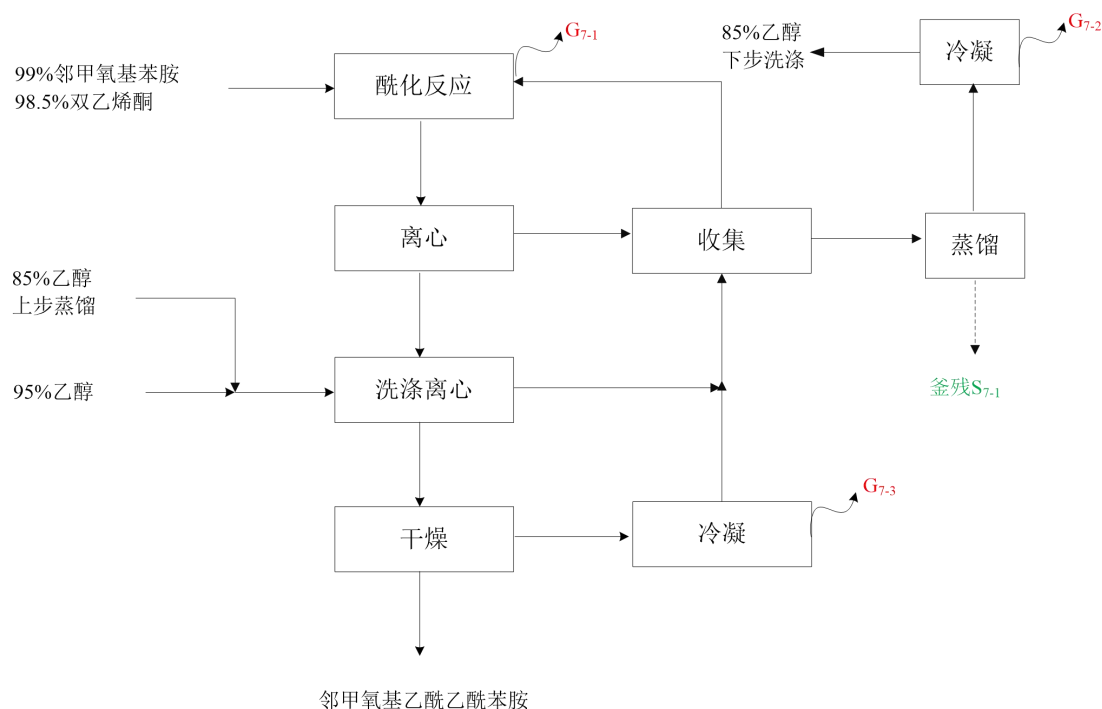 G7-1
85%乙醇
下步洗涤
冷凝
G7-2
99%邻甲氧基苯胺
98.5%双乙烯酮
酰化反应
离心
收集
蒸馏
85%乙醇
上步蒸馏
95%乙醇
洗涤离心
釜残S7-1
干燥
冷凝
G7-3
邻甲氧基乙酰乙酰苯胺